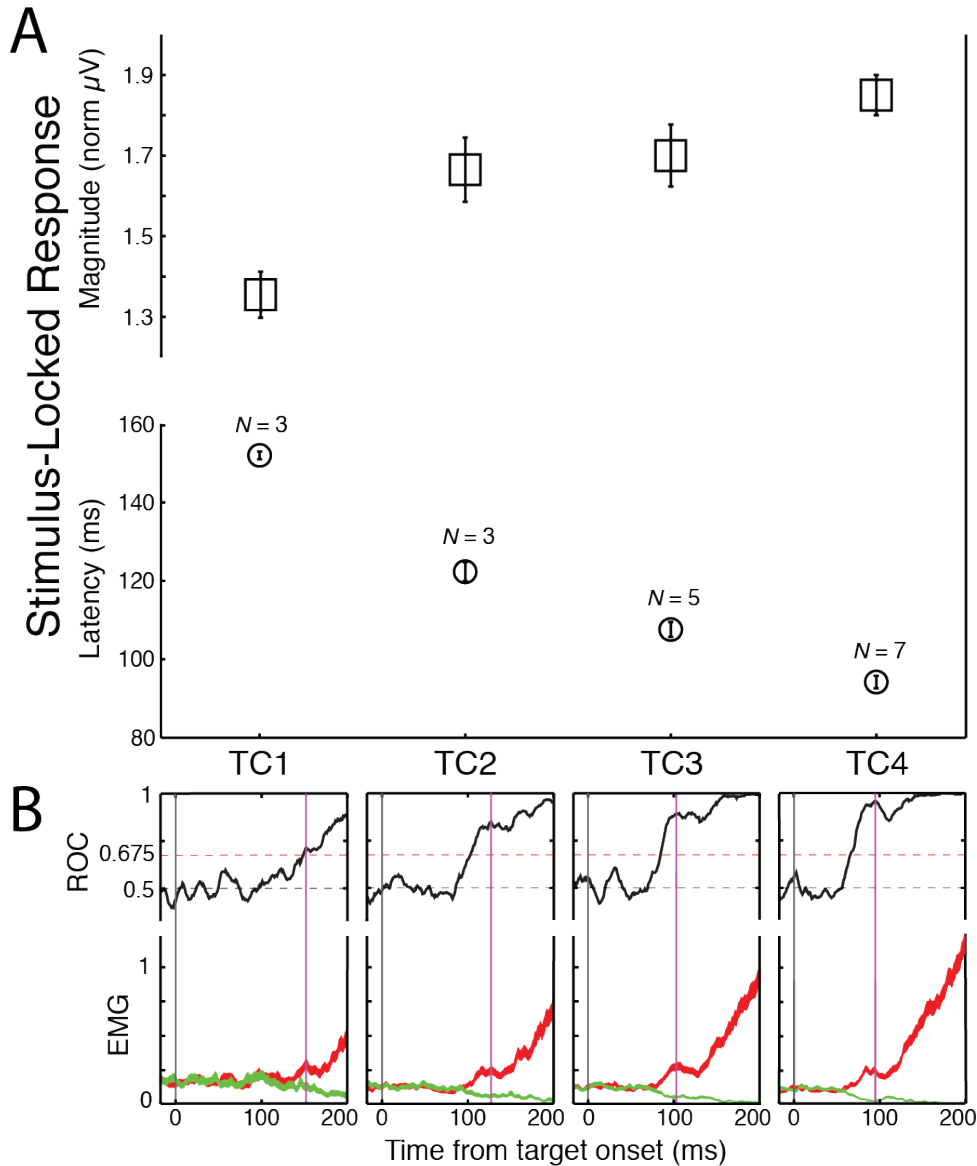 A
Stimulus-Locked Response
Magnitude (norm µV)
1.9
1.7
1.5
1.3
Latency (ms)
160
140
120
100
80
N = 3
N = 3
N = 5
N = 7
TC1 TC2 TC3 TC4
B
ROC
1
0.675
0.5
EMG
1
0
0 100 200 0 100 200 0 100 200 0 100 200
Time from target onset (ms)